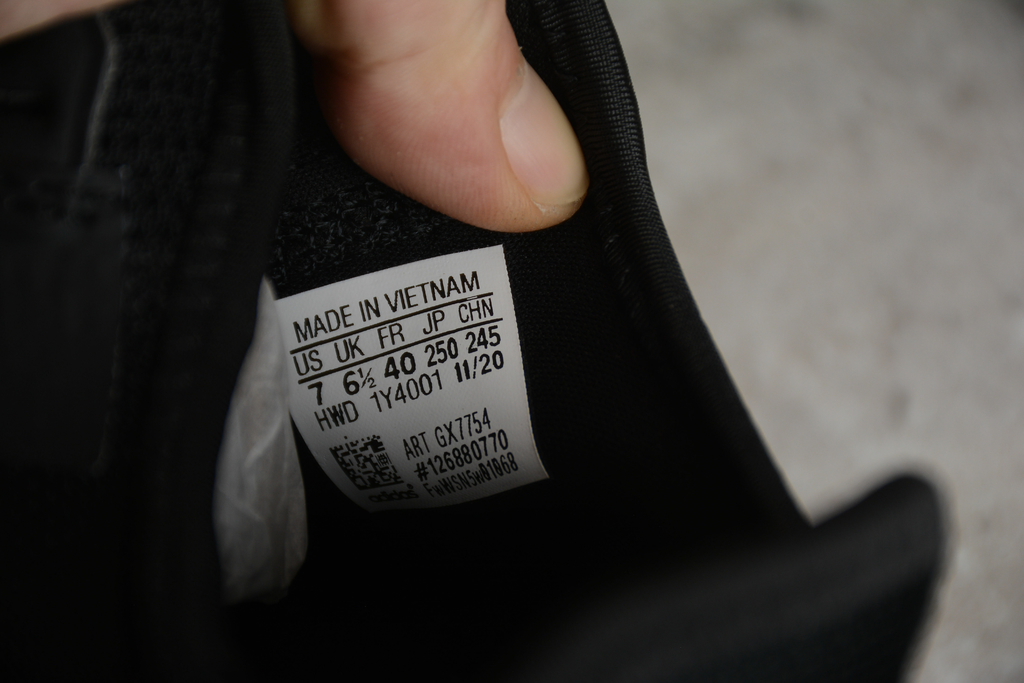 MADE IN VIETNAM
US UK FR JP CHN
7 6½ 40 250 245
HWD 1Y4001 11/20
ART GX7754
#126880770
FwWSN5w01068
adidas